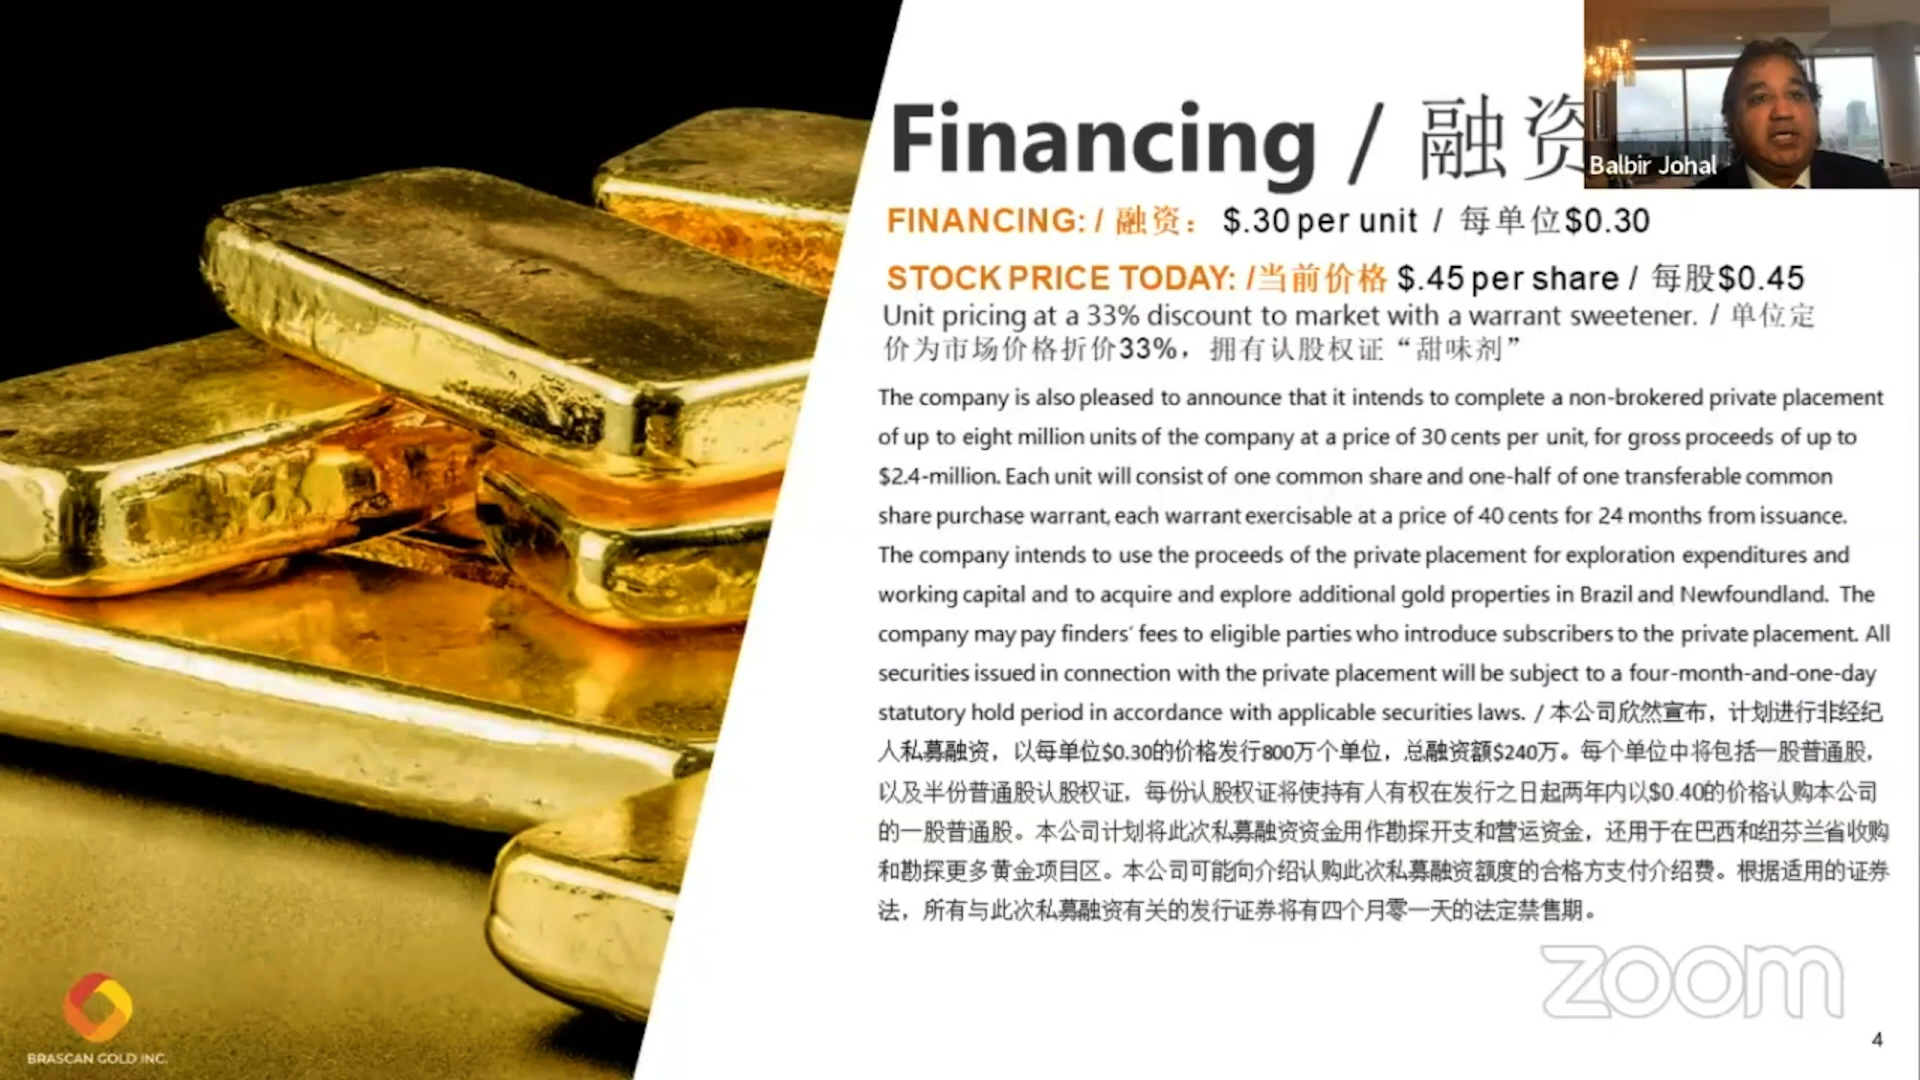 Financing / 融资
Balbir Johal
FINANCING: / 融资： $.30 per unit / 每单位$0.30
STOCK PRICE TODAY: /当前价格 $.45 per share / 每股$0.45
Unit pricing at a 33% discount to market with a warrant sweetener. / 单位定
价为市场价格折价33%，拥有认股权证“甜味剂”
The company is also pleased to announce that it intends to complete a non-brokered private placement
of up to eight million units of the company at a price of 30 cents per unit, for gross proceeds of up to
$2.4-million. Each unit will consist of one common share and one-half of one transferable common
share purchase warrant, each warrant exercisable at a price of 40 cents for 24 months from issuance.
The company intends to use the proceeds of the private placement for exploration expenditures and
working capital and to acquire and explore additional gold properties in Brazil and Newfoundland. The
company may pay finders’ fees to eligible parties who introduce subscribers to the private placement. All
securities issued in connection with the private placement will be subject to a four-month-and-one-day
statutory hold period in accordance with applicable securities laws. / 本公司欣然宣布，计划进行非经纪
人私募融资，以每单位$0.30的价格发行800万个单位，总融资额$240万。每个单位中将包括一股普通股，
以及半份普通股认股权证，每份认股权证将使持有人有权在发行之日起两年内以$0.40的价格认购本公司
的一股普通股。本公司计划将此次私募融资资金用作勘探开支和营运资金，还用于在巴西和纽芬兰省收购
和勘探更多黄金项目区。本公司可能向介绍认购此次私募融资额度的合格方支付介绍费。根据适用的证券
法，所有与此次私募融资有关的发行证券将有四个月零一天的法定禁售期。
zoom
BRASCAN GOLD INC.
4